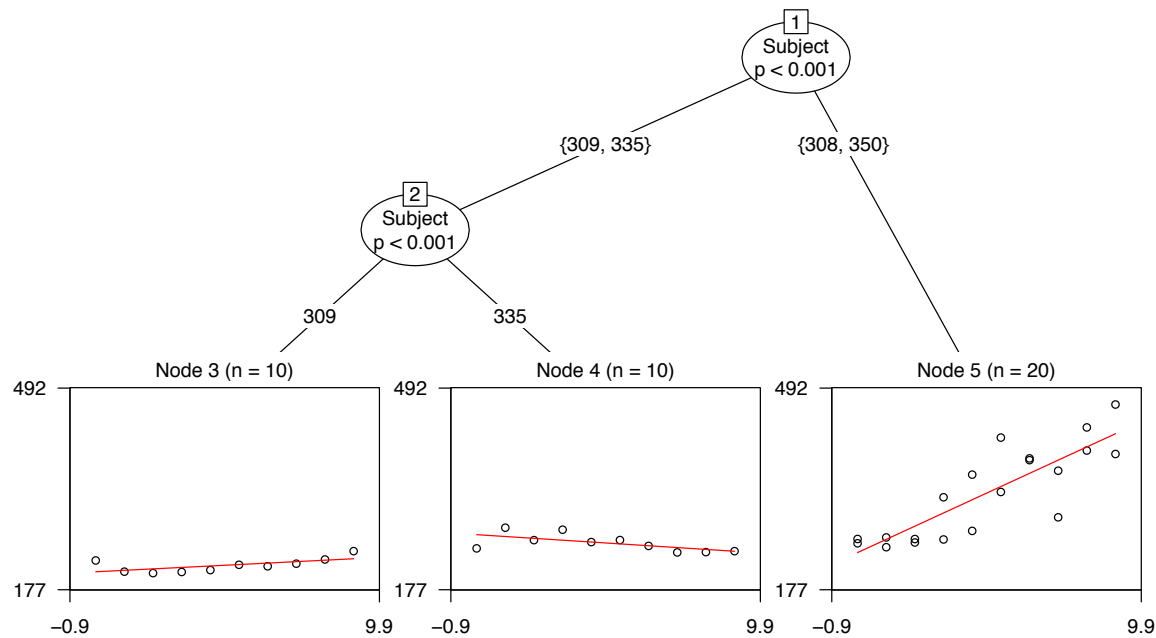 1
Subject
p < 0.001
{309, 335}
{308, 350}
2
Subject
p < 0.001
309
335
Node 3 (n = 10)
492
177
−0.9
9.9
Node 4 (n = 10)
492
177
−0.9
9.9
Node 5 (n = 20)
492
177
−0.9
9.9